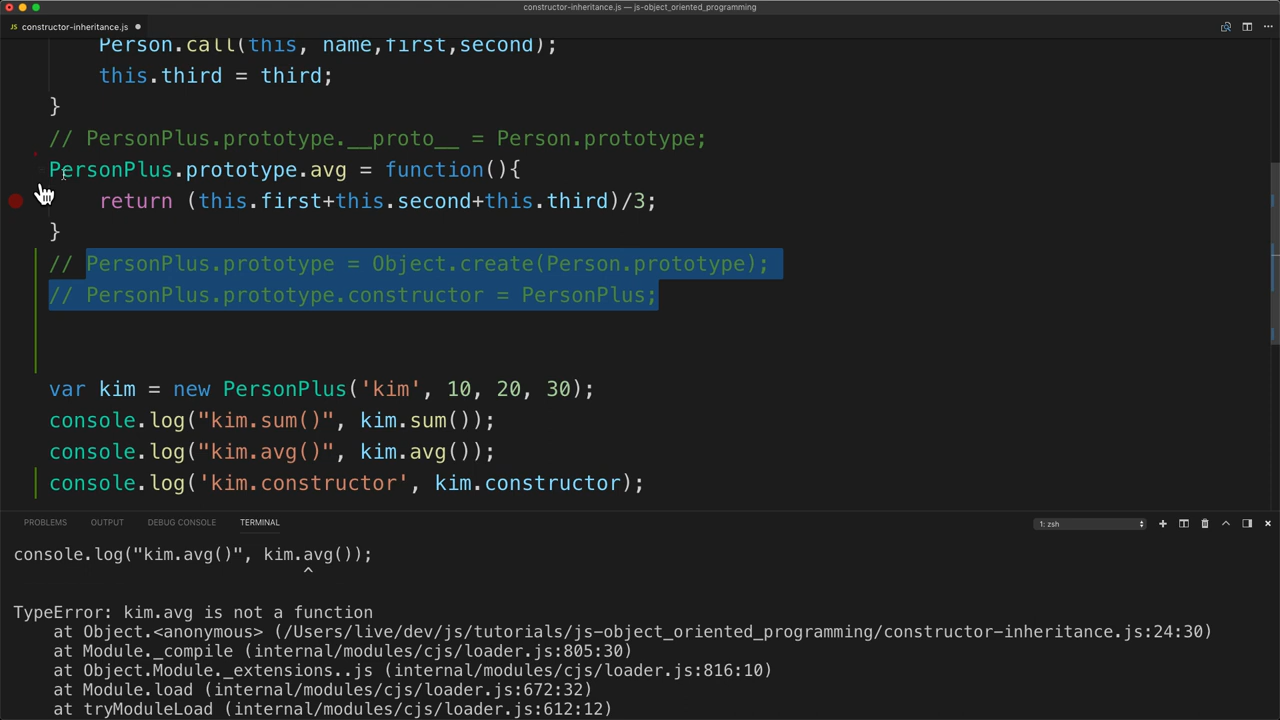 constructor-inheritance.js — js-object_oriented_programming
JS constructor-inheritance.js
Person.call(this, name,first,second);
this.third = third;
}
// PersonPlus.prototype.__proto__ = Person.prototype;
PersonPlus.prototype.avg = function(){
return (this.first+this.second+this.third)/3;
}
// PersonPlus.prototype = Object.create(Person.prototype);
// PersonPlus.prototype.constructor = PersonPlus;
var kim = new PersonPlus('kim', 10, 20, 30);
console.log("kim.sum()", kim.sum());
console.log("kim.avg()", kim.avg());
console.log('kim.constructor', kim.constructor);
PROBLEMS OUTPUT DEBUG CONSOLE TERMINAL 1: zsh
console.log("kim.avg()", kim.avg());
^
TypeError: kim.avg is not a function
at Object.<anonymous> (/Users/live/dev/js/tutorials/js-object_oriented_programming/constructor-inheritance.js:24:30)
at Module._compile (internal/modules/cjs/loader.js:805:30)
at Object.Module._extensions..js (internal/modules/cjs/loader.js:816:10)
at Module.load (internal/modules/cjs/loader.js:672:32)
at tryModuleLoad (internal/modules/cjs/loader.js:612:12)